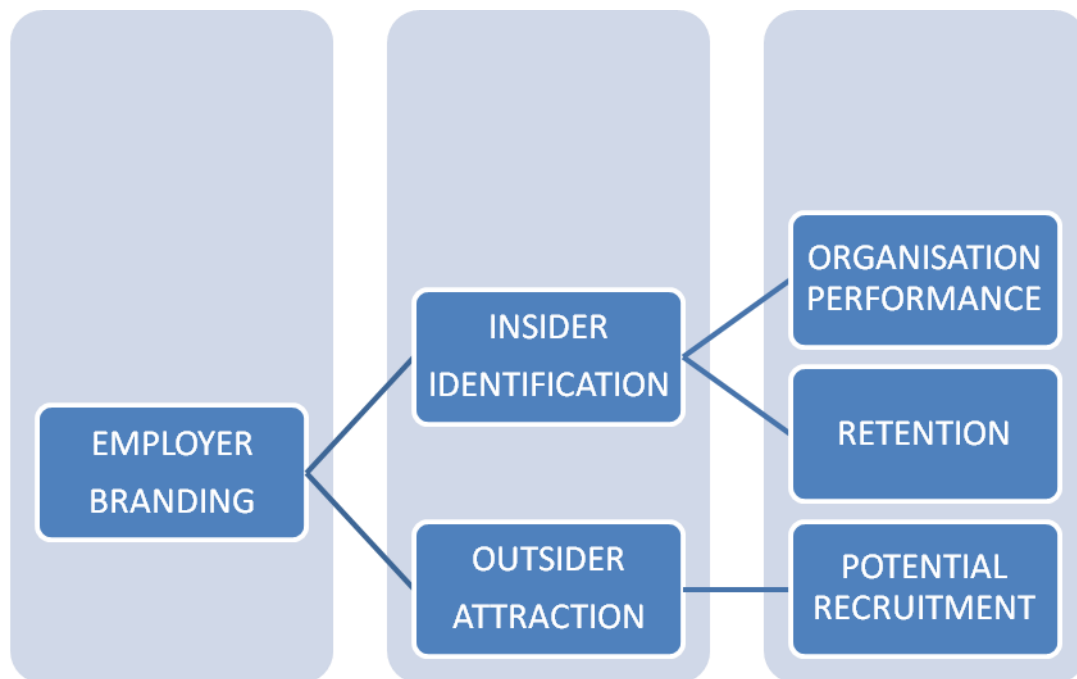 EMPLOYER
BRANDING
INSIDER
IDENTIFICATION
OUTSIDER
ATTRACTION
ORGANISATION
PERFORMANCE
RETENTION
POTENTIAL
RECRUITMENT